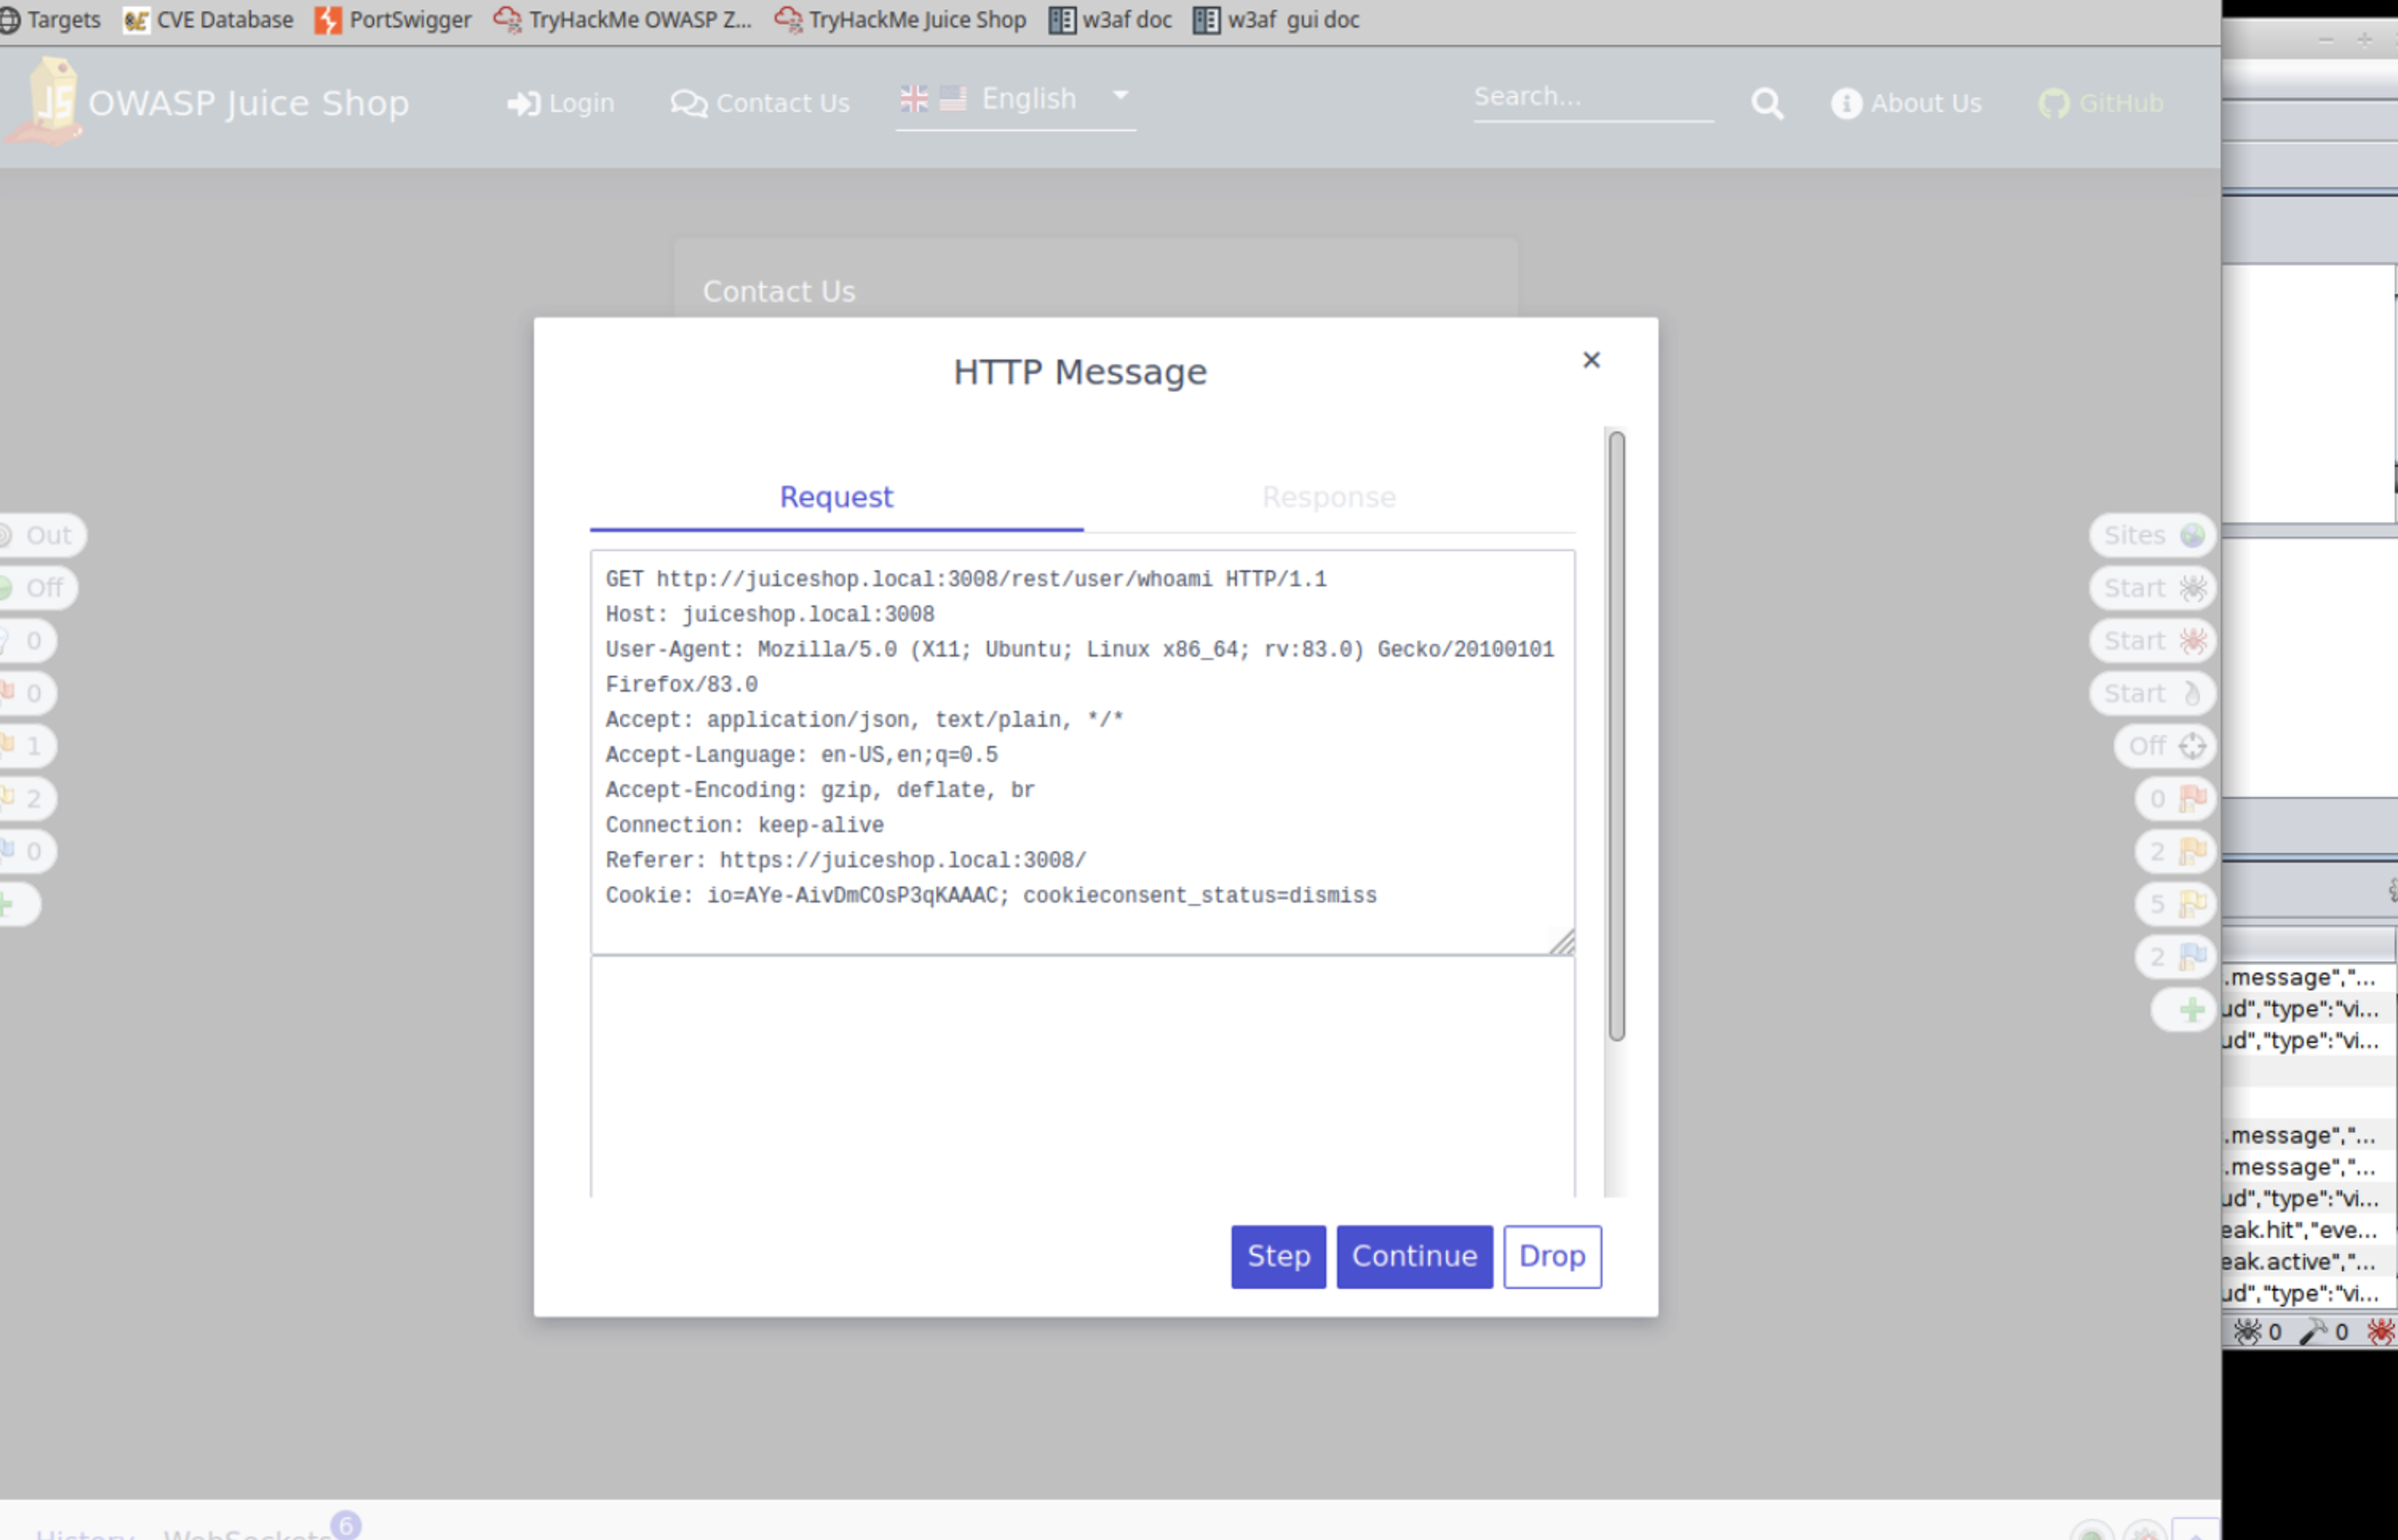 Targets CVE Database PortSwigger TryHackMe OWASP Z... TryHackMe Juice Shop w3af doc w3af gui doc
JS OWASP Juice Shop Login Contact Us English Search... About Us GitHub
Contact Us
HTTP Message ×
Request Response
GET http://juiceshop.local:3008/rest/user/whoami HTTP/1.1
Host: juiceshop.local:3008
User-Agent: Mozilla/5.0 (X11; Ubuntu; Linux x86_64; rv:83.0) Gecko/20100101
Firefox/83.0
Accept: application/json, text/plain, */*
Accept-Language: en-US,en;q=0.5
Accept-Encoding: gzip, deflate, br
Connection: keep-alive
Referer: https://juiceshop.local:3008/
Cookie: io=AYe-AivDmCOsP3qKAAAC; cookieconsent_status=dismiss
Step Continue Drop
Out
Off
0
0
1
2
0
Sites
Start
Start
Start
Off
0
2
5
2
.message","...
ud","type":"vi...
ud","type":"vi...
.message","...
.message","...
ud","type":"vi...
eak.hit","eve...
eak.active","...
ud","type":"vi...
0 0
History WebSockets 6